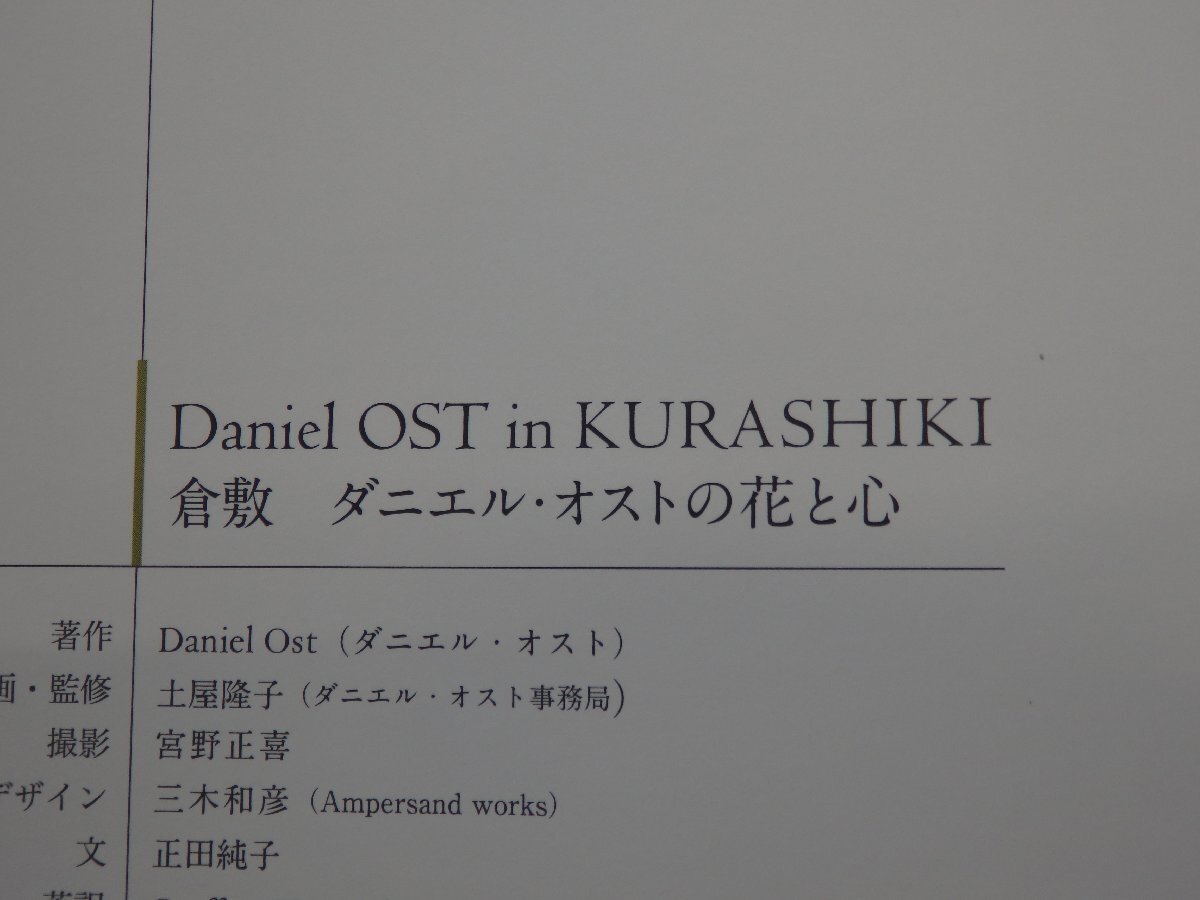 Daniel OST in KURASHIKI
倉敷　ダニエル・オストの花と心
著作 Daniel Ost（ダニエル・オスト）
画・監修 土屋隆子（ダニエル・オスト事務局）
撮影 宮野正喜
デザイン 三木和彦（Ampersand works）
文 正田純子
英訳